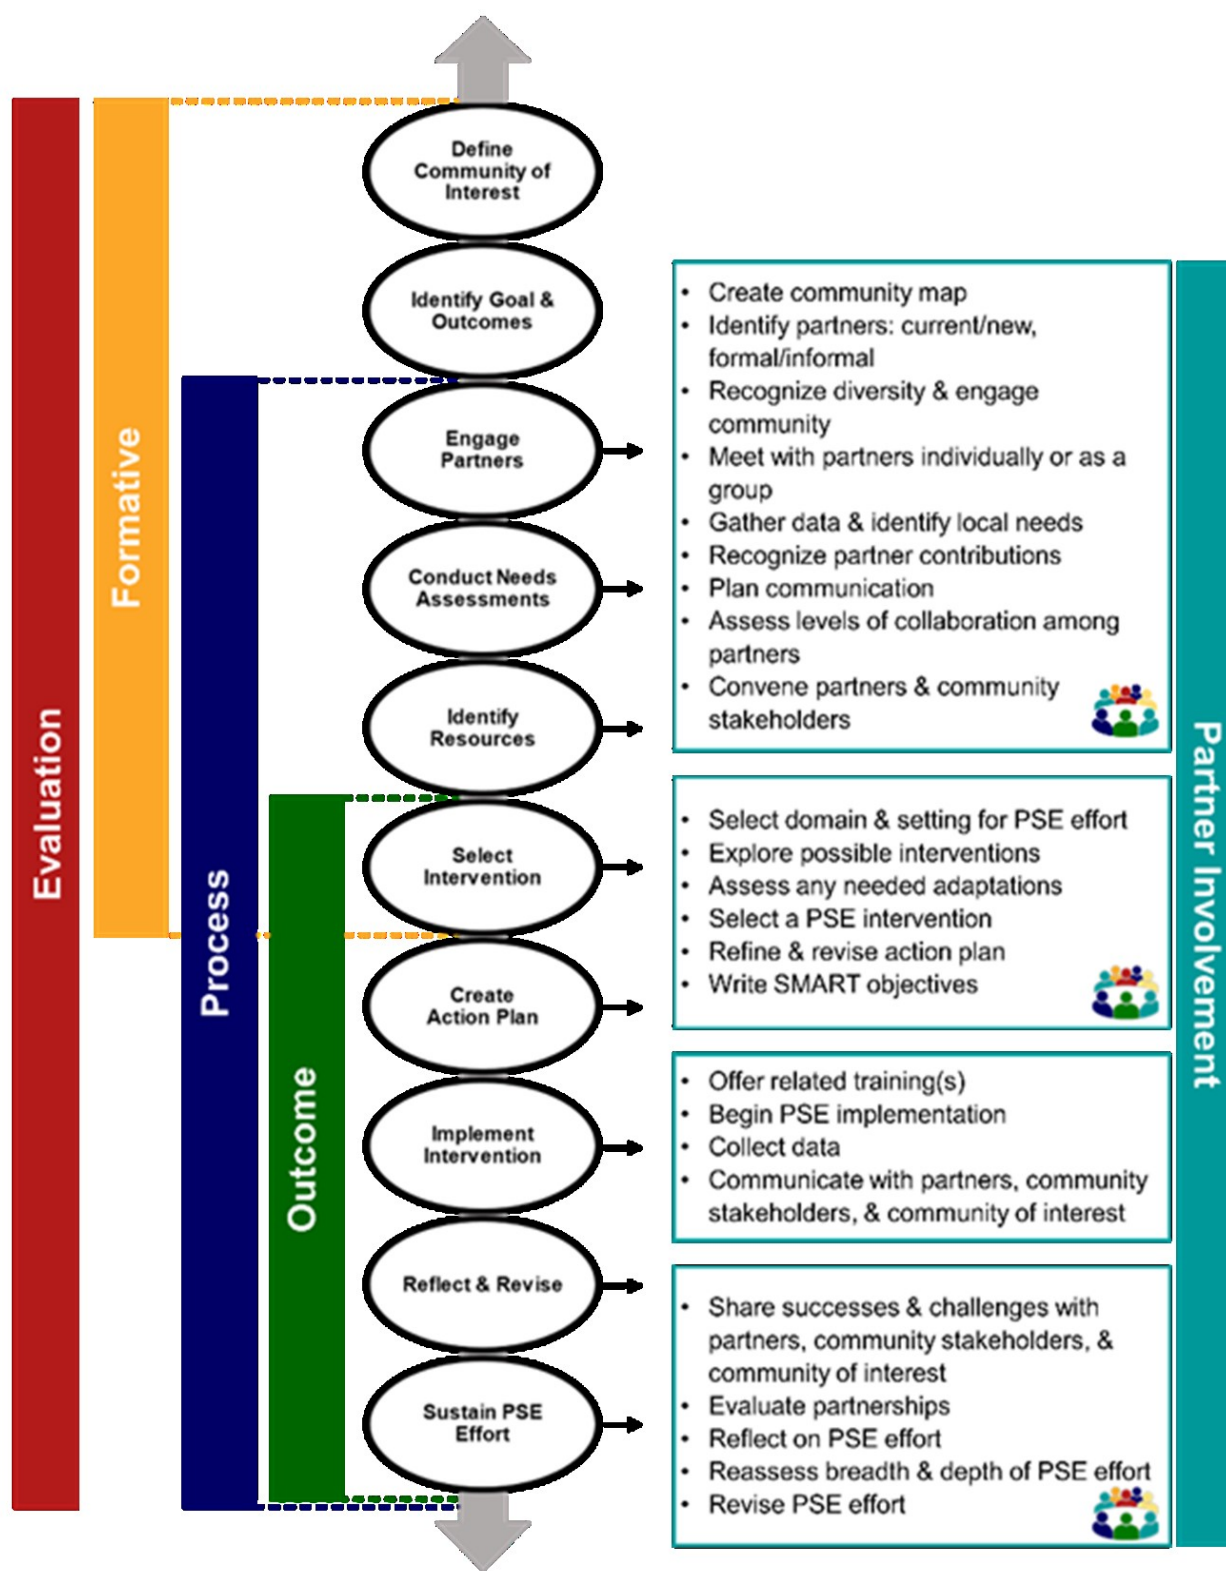 Evaluation
Formative
Process
Outcome
Define
Community of
Interest
Identify Goal &
Outcomes
Engage
Partners
Conduct Needs
Assessments
Identify
Resources
Select
Intervention
Create
Action Plan
Implement
Intervention
Reflect & Revise
Sustain PSE
Effort
• Create community map
• Identify partners: current/new,
formal/informal
• Recognize diversity & engage
community
• Meet with partners individually or as a
group
• Gather data & identify local needs
• Recognize partner contributions
• Plan communication
• Assess levels of collaboration among
partners
• Convene partners & community
stakeholders
• Select domain & setting for PSE effort
• Explore possible interventions
• Assess any needed adaptations
• Select a PSE intervention
• Refine & revise action plan
• Write SMART objectives
• Offer related training(s)
• Begin PSE implementation
• Collect data
• Communicate with partners, community
stakeholders, & community of interest
• Share successes & challenges with
partners, community stakeholders, &
community of interest
• Evaluate partnerships
• Reflect on PSE effort
• Reassess breadth & depth of PSE effort
• Revise PSE effort
Partner Involvement